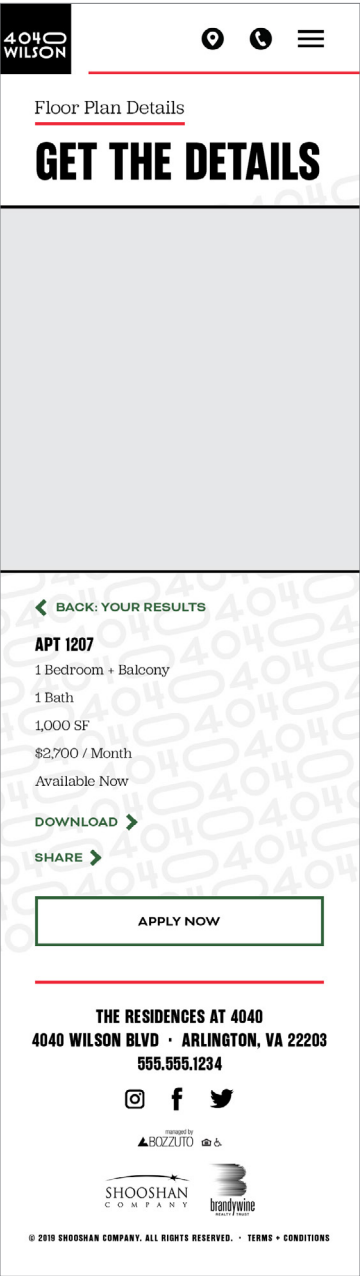 4040
WILSON
Floor Plan Details
GET THE DETAILS
BACK: YOUR RESULTS
APT 1207
1 Bedroom + Balcony
1 Bath
1,000 SF
$2,700 / Month
Available Now
DOWNLOAD
SHARE
APPLY NOW
THE RESIDENCES AT 4040
4040 WILSON BLVD · ARLINGTON, VA 22203
555.555.1234
managed by
BOZZUTO
SHOOSHAN
COMPANY
brandywine
REALTY TRUST
© 2019 SHOOSHAN COMPANY. ALL RIGHTS RESERVED. · TERMS + CONDITIONS